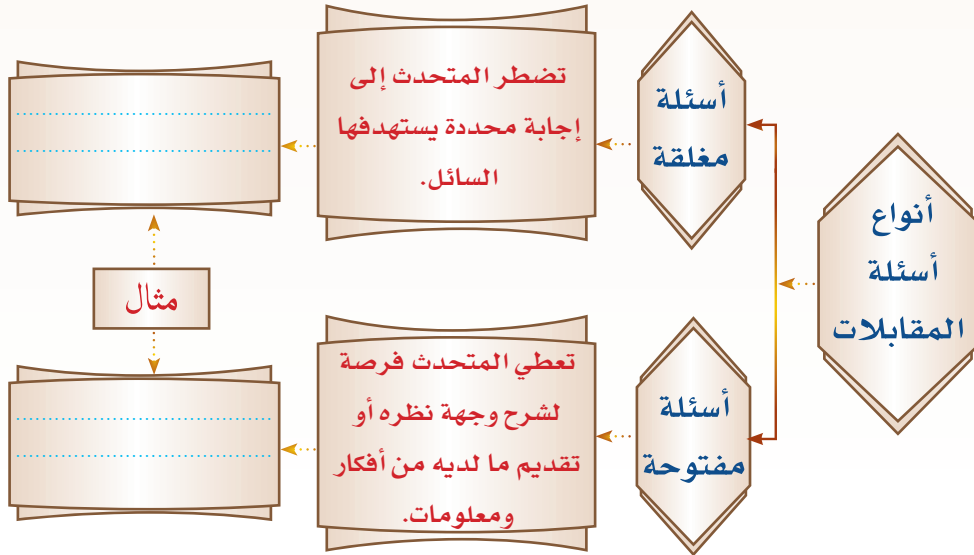 أنواع
أسئلة
المقابلات
أسئلة
مغلقة
تضطر المتحدث إلى
إجابة محددة يستهدفها
السائل.
مثال
أسئلة
مفتوحة
تعطي المتحدث فرصة
لشرح وجهة نظره أو
تقديم ما لديه من أفكار
ومعلومات.